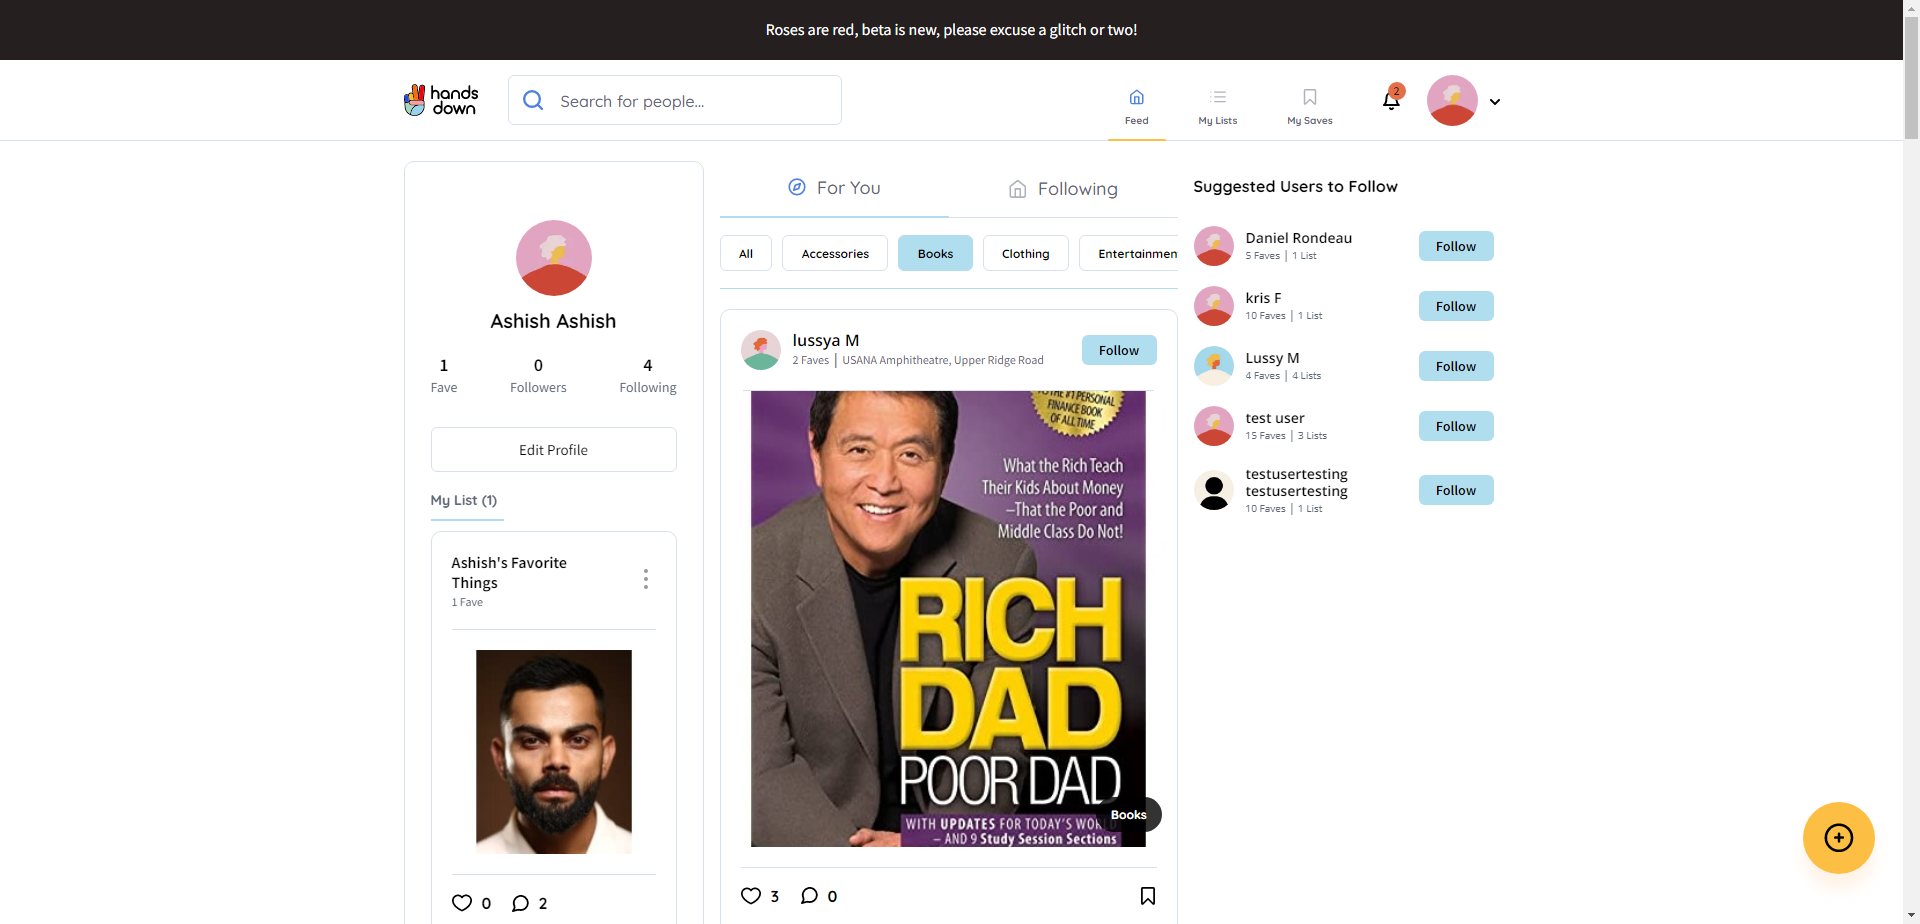 Roses are red, beta is new, please excuse a glitch or two!
hands
down
Search for people...
Feed
My Lists
My Saves
2
Ashish Ashish
1
Fave
0
Followers
4
Following
Edit Profile
My List (1)
Ashish's Favorite
Things
1 Fave
0
2
For You
Following
All
Accessories
Books
Clothing
Entertainmen
lussya M
2 Faves | USANA Amphitheatre, Upper Ridge Road
Follow
THE #1 PERSONAL
FINANCE BOOK
OF ALL TIME
What the Rich Teach
Their Kids About Money
–That the Poor and
Middle Class Do Not!
RICH
DAD
POOR DAD
WITH UPDATES FOR TODAY'S WORLD
– AND 9 Study Session Sections
Books
3
0
Suggested Users to Follow
Daniel Rondeau
5 Faves | 1 List
Follow
kris F
10 Faves | 1 List
Follow
Lussy M
4 Faves | 4 Lists
Follow
test user
15 Faves | 3 Lists
Follow
testusertesting
testusertesting
10 Faves | 1 List
Follow